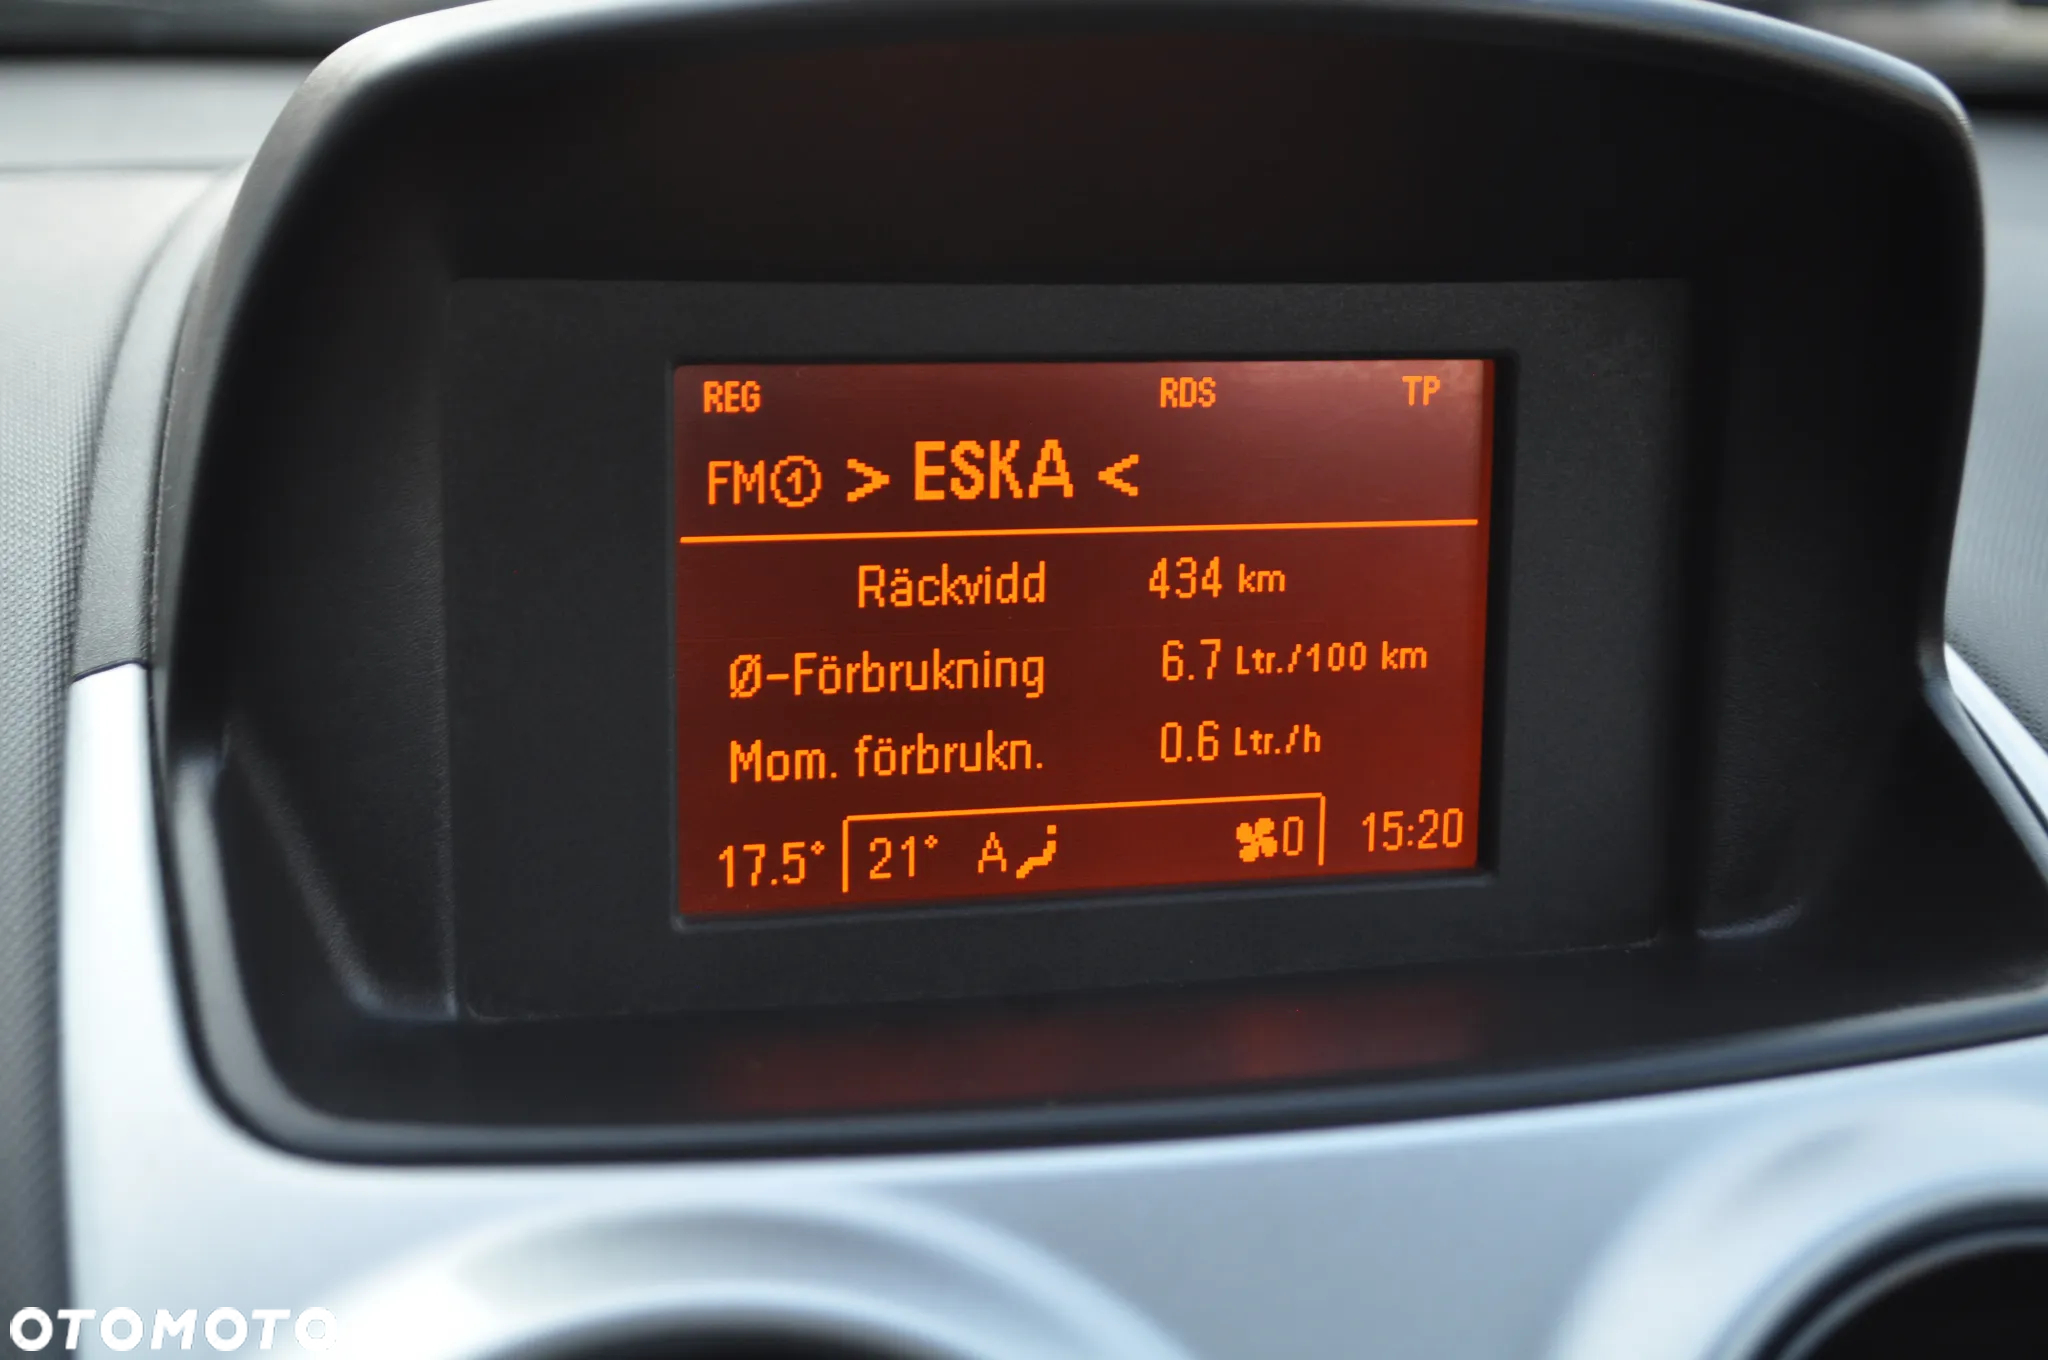 REG RDS TP
FM① > ESKA <
Räckvidd 434 km
Ø-Förbrukning 6.7 Ltr./100 km
Mom. förbrukn. 0.6 Ltr./h
17.5° 21° A 0 15:20
OTOMOTO